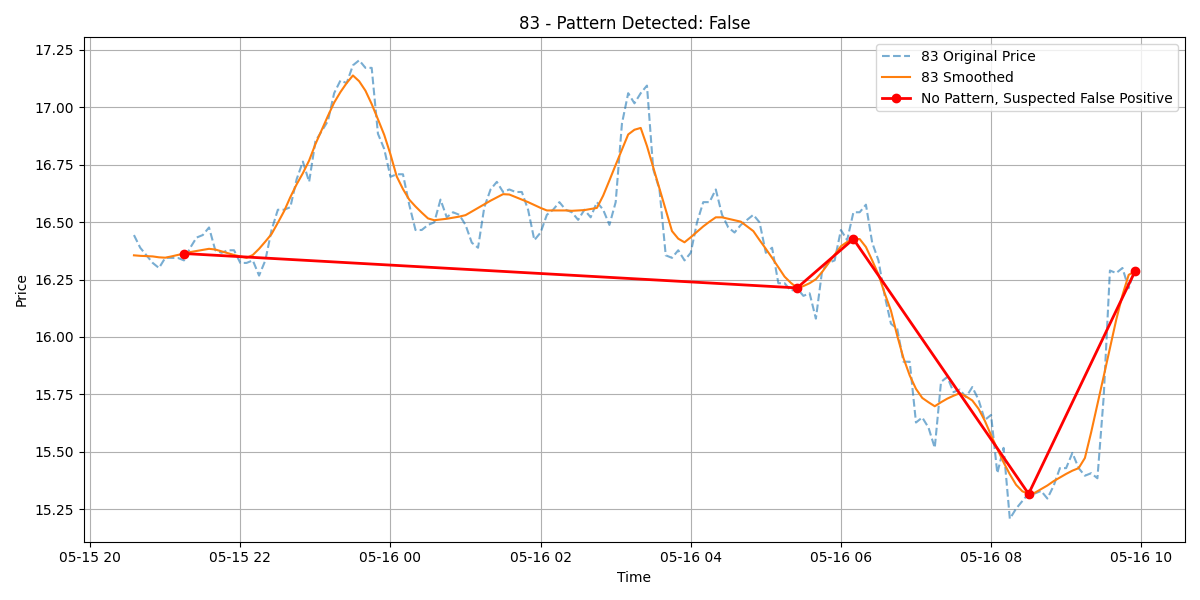 83 - Pattern Detected: False
83 Original Price
83 Smoothed
No Pattern, Suspected False Positive
Price
17.25
17.00
16.75
16.50
16.25
16.00
15.75
15.50
15.25
05-15 20 05-15 22 05-16 00 05-16 02 05-16 04 05-16 06 05-16 08 05-16 10
Time